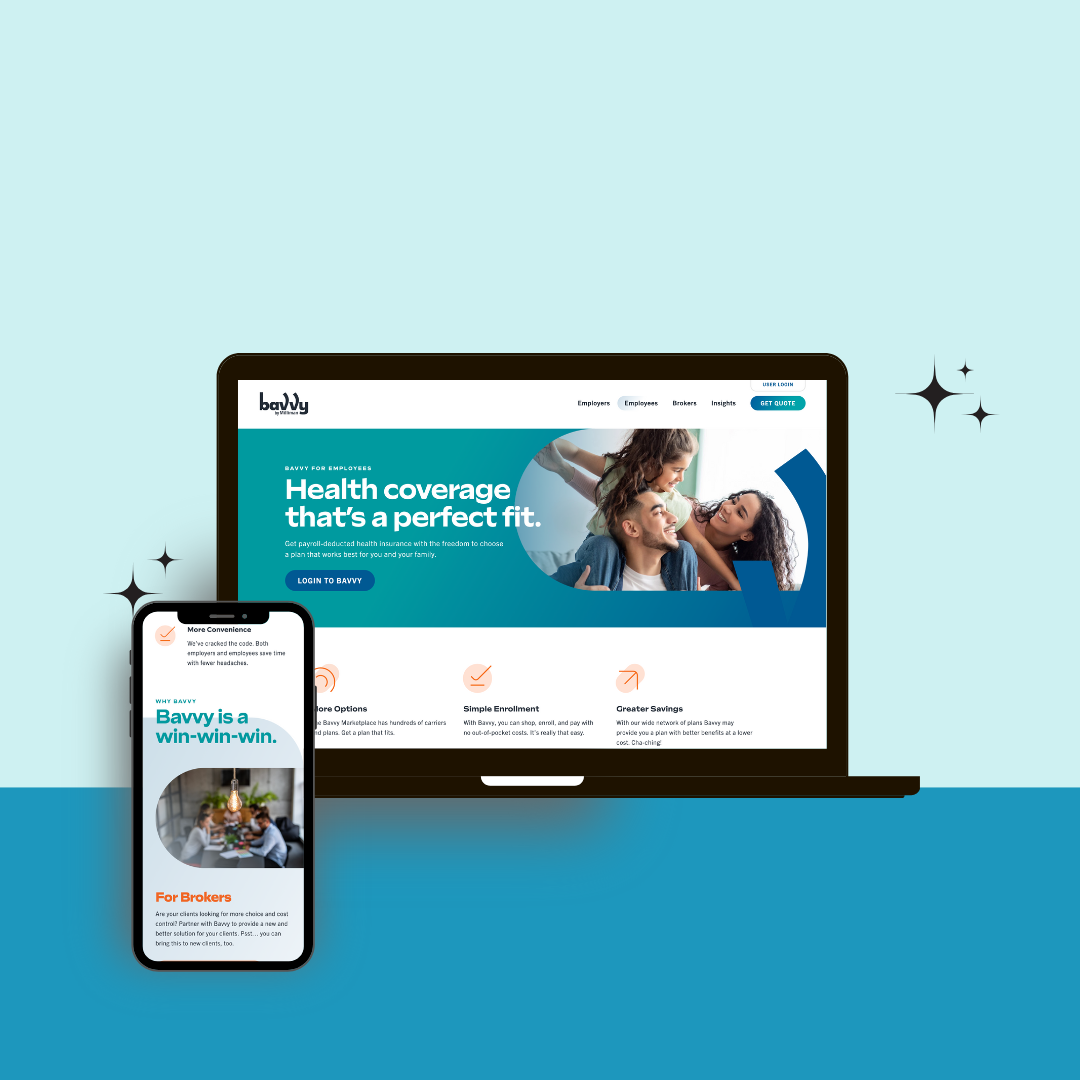 USER LOGIN
bavvy
by Milliman
Employers
Employees
Brokers
Insights
GET QUOTE
BAVVY FOR EMPLOYEES
Health coverage
that's a perfect fit.
Get payroll-deducted health insurance with the freedom to choose
a plan that works best for you and your family.
LOGIN TO BAVVY
ore Options
e Bavvy Marketplace has hundreds of carriers
nd plans. Get a plan that fits.
Simple Enrollment
With Bavvy, you can shop, enroll, and pay with
no out-of-pocket costs. It's really that easy.
Greater Savings
With our wide network of plans Bavvy may
provide you a plan with better benefits at a lower
cost. Cha-ching!
More Convenience
We've cracked the code. Both
employers and employees save time
with fewer headaches.
WHY BAVVY
Bavvy is a
win-win-win.
For Brokers
Are your clients looking for more choice and cost
control? Partner with Bavvy to provide a new and
better solution for your clients. Psst... you can
bring this to new clients, too.